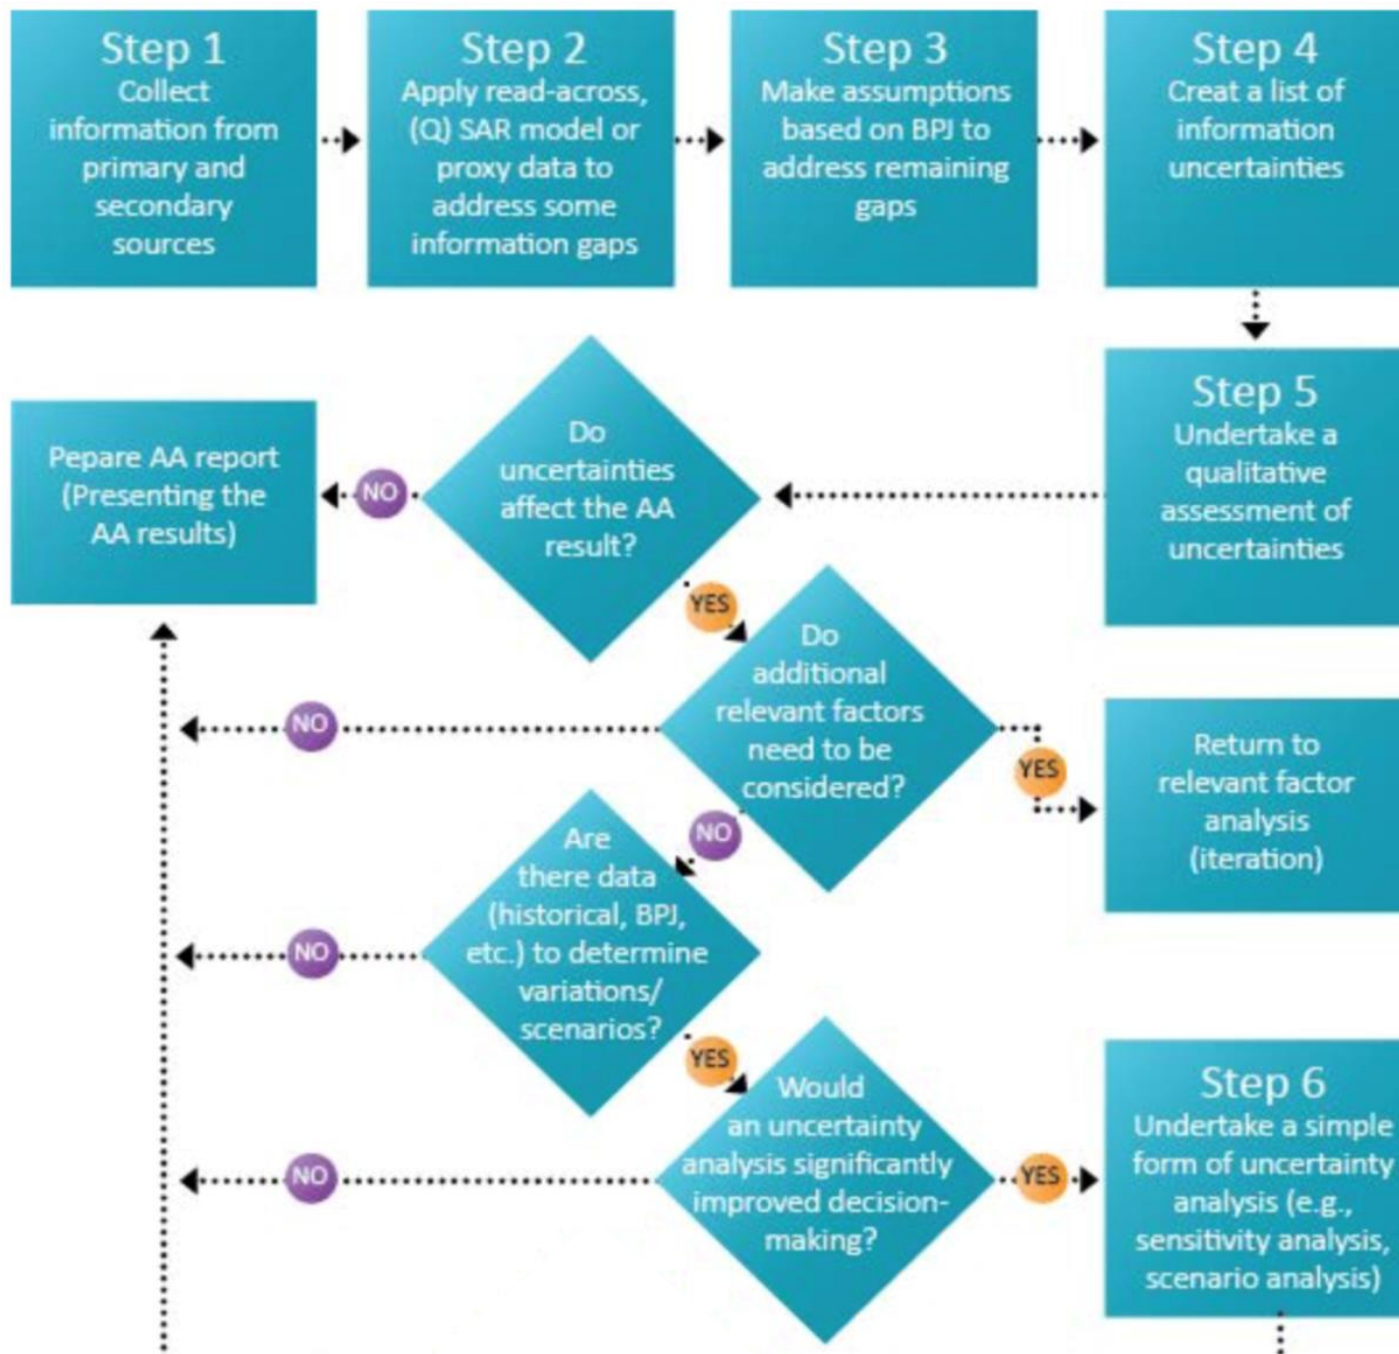 Step 1
Collect
information from
primary and
secondary
sources
Step 2
Apply read-across,
(Q) SAR model or
proxy data to
address some
information gaps
Step 3
Make assumptions
based on BPJ to
address remaining
gaps
Step 4
Creat a list of
information
uncertainties
Step 5
Undertake a
qualitative
assessment of
uncertainties
Do
uncertainties
affect the AA
result?
NO
Pepare AA report
(Presenting the
AA results)
YES
Do
additional
relevant factors
need to be
considered?
NO
YES
Return to
relevant factor
analysis
(iteration)
NO
Are
there data
(historical, BPJ,
etc.) to determine
variations/
scenarios?
NO
YES
Would
an uncertainty
analysis significantly
improved decision-
making?
NO
YES
Step 6
Undertake a simple
form of uncertainty
analysis (e.g.,
sensitivity analysis,
scenario analysis)